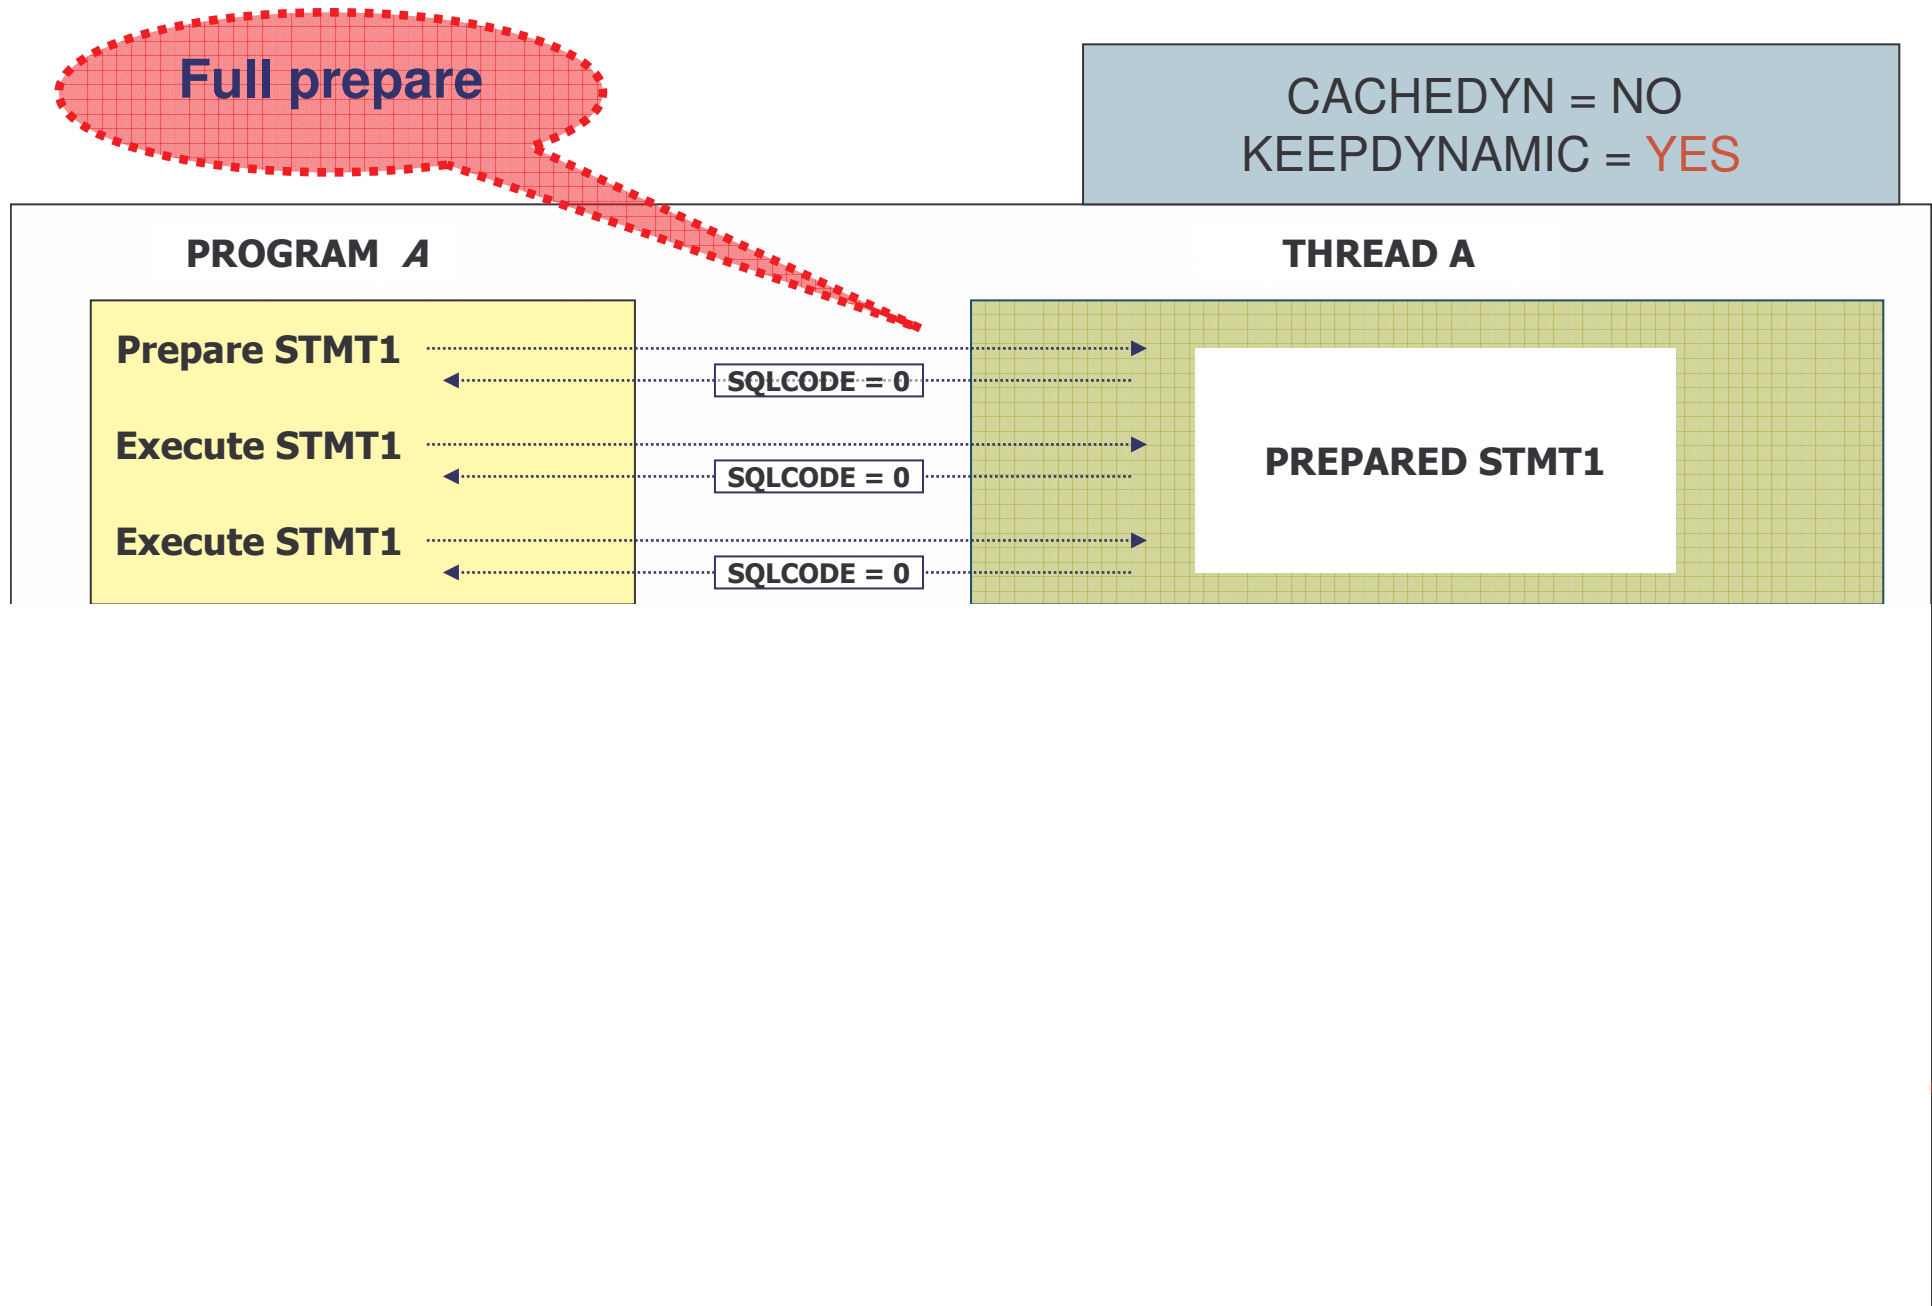 Full prepare
CACHEDYN = NO
KEEPDYNAMIC = YES
PROGRAM A
THREAD A
Prepare STMT1
SQLCODE = 0
Execute STMT1
SQLCODE = 0
PREPARED STMT1
Execute STMT1
SQLCODE = 0